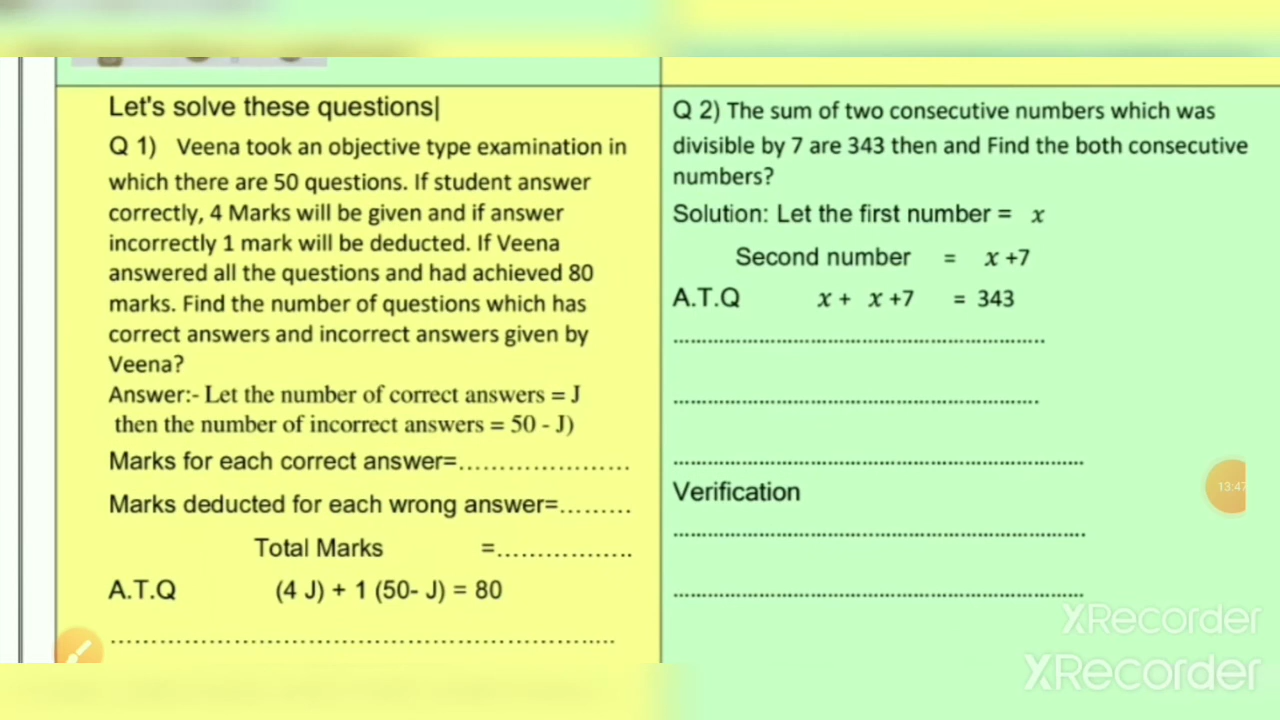 Let's solve these questions|
Q 1) Veena took an objective type examination in
which there are 50 questions. If student answer
correctly, 4 Marks will be given and if answer
incorrectly 1 mark will be deducted. If Veena
answered all the questions and had achieved 80
marks. Find the number of questions which has
correct answers and incorrect answers given by
Veena?
Answer:- Let the number of correct answers = J
then the number of incorrect answers = 50 - J)
Marks for each correct answer=.....................
Marks deducted for each wrong answer=.........
Total Marks =.................
A.T.Q (4 J) + 1 (50- J) = 80
..............................................................
Q 2) The sum of two consecutive numbers which was
divisible by 7 are 343 then and Find the both consecutive
numbers?
Solution: Let the first number = x
Second number = x +7
A.T.Q x + x +7 = 343
..............................................................
..............................................................
..............................................................
Verification
..............................................................
..............................................................
13:47
XRecorder
XRecorder